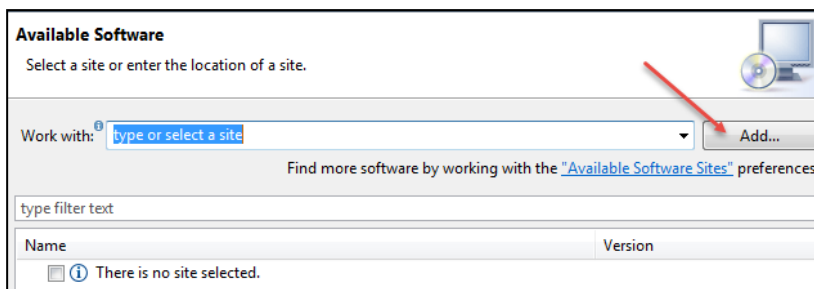 Available Software
Select a site or enter the location of a site.
Work with: type or select a site Add...
Find more software by working with the "Available Software Sites" preferences
type filter text
Name Version
There is no site selected.